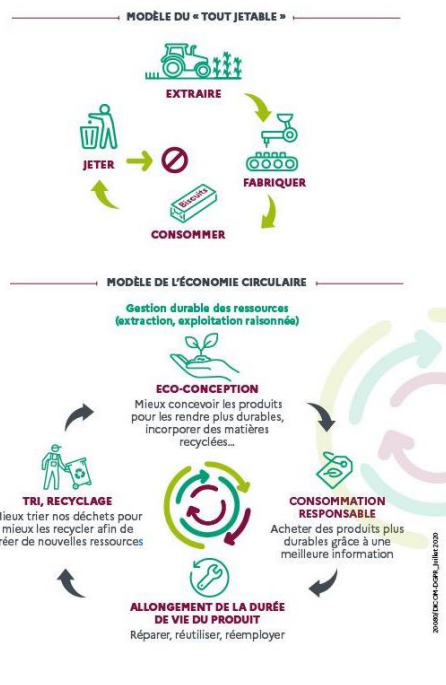 MODÈLE DU « TOUT JETABLE »
EXTRAIRE
JETER
FABRIQUER
Biscuits
CONSOMMER
MODÈLE DE L'ÉCONOMIE CIRCULAIRE
Gestion durable des ressources
(extraction, exploitation raisonnée)
ECO-CONCEPTION
Mieux concevoir les produits
pour les rendre plus durables,
incorporer des matières
recyclées...
TRI, RECYCLAGE
Mieux trier nos déchets pour
mieux les recycler afin de
créer de nouvelles ressources
CONSOMMATION
RESPONSABLE
Acheter des produits plus
durables grâce à une
meilleure information
ALLONGEMENT DE LA DURÉE
DE VIE DU PRODUIT
Réparer, réutiliser, réemployer